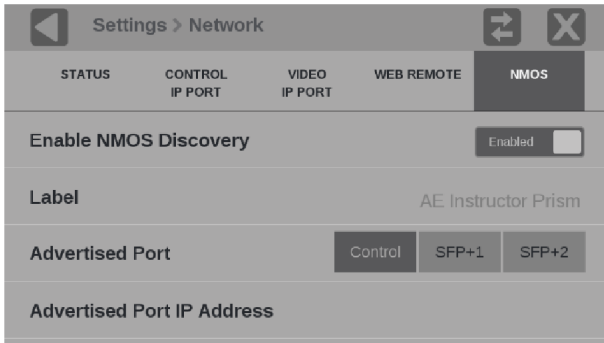 Settings > Network
STATUS
CONTROL
IP PORT
VIDEO
IP PORT
WEB REMOTE
NMOS
Enable NMOS Discovery
Enabled
Label
AE Instructor Prism
Advertised Port
Control
SFP+1
SFP+2
Advertised Port IP Address